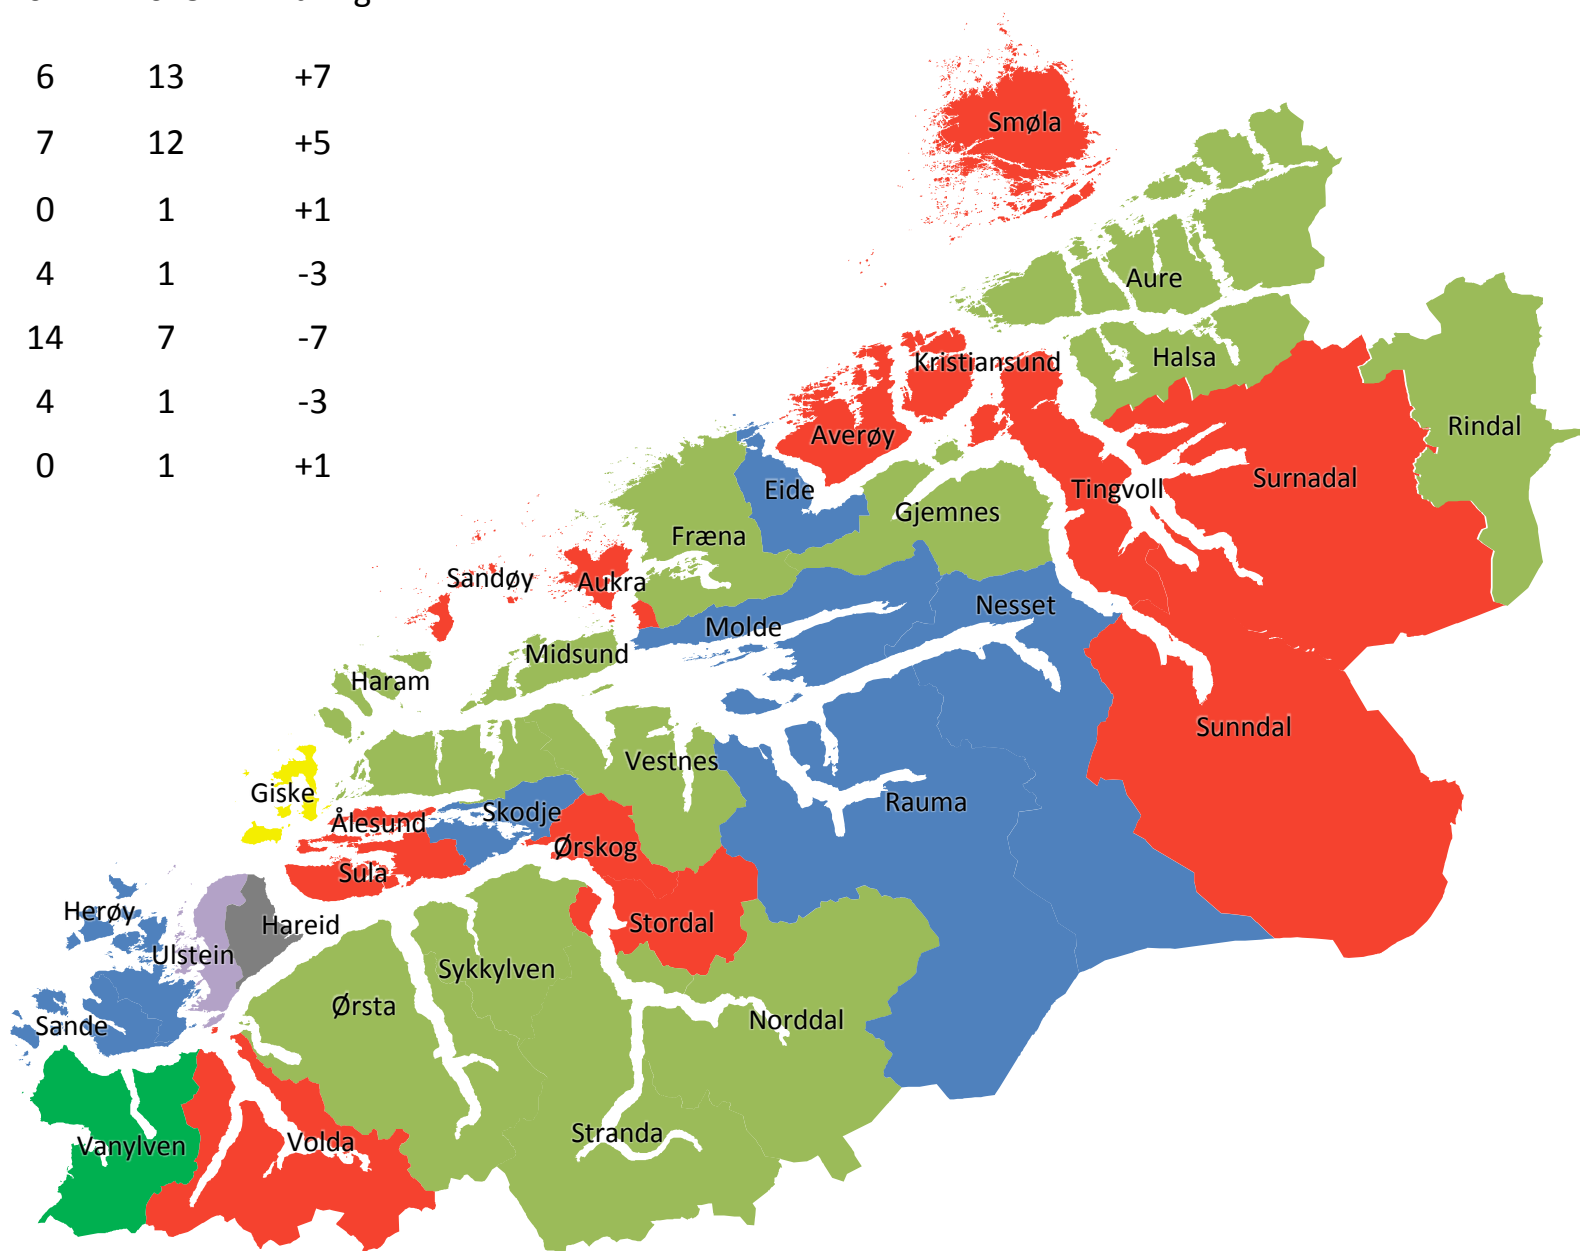 6 13 +7
7 12 +5
0 1 +1
4 1 -3
14 7 -7
4 1 -3
0 1 +1
Smøla
Aure
Halsa
Kristiansund
Rindal
Averøy
Surnadal
Tingvoll
Eide
Gjemnes
Fræna
Sandøy
Aukra
Nesset
Molde
Midsund
Haram
Sunndal
Vestnes
Giske
Rauma
Skodje
Ålesund
Ørskog
Sula
Herøy
Hareid
Stordal
Ulstein
Sykkylven
Ørsta
Norddal
Sande
Stranda
Volda
Vanylven